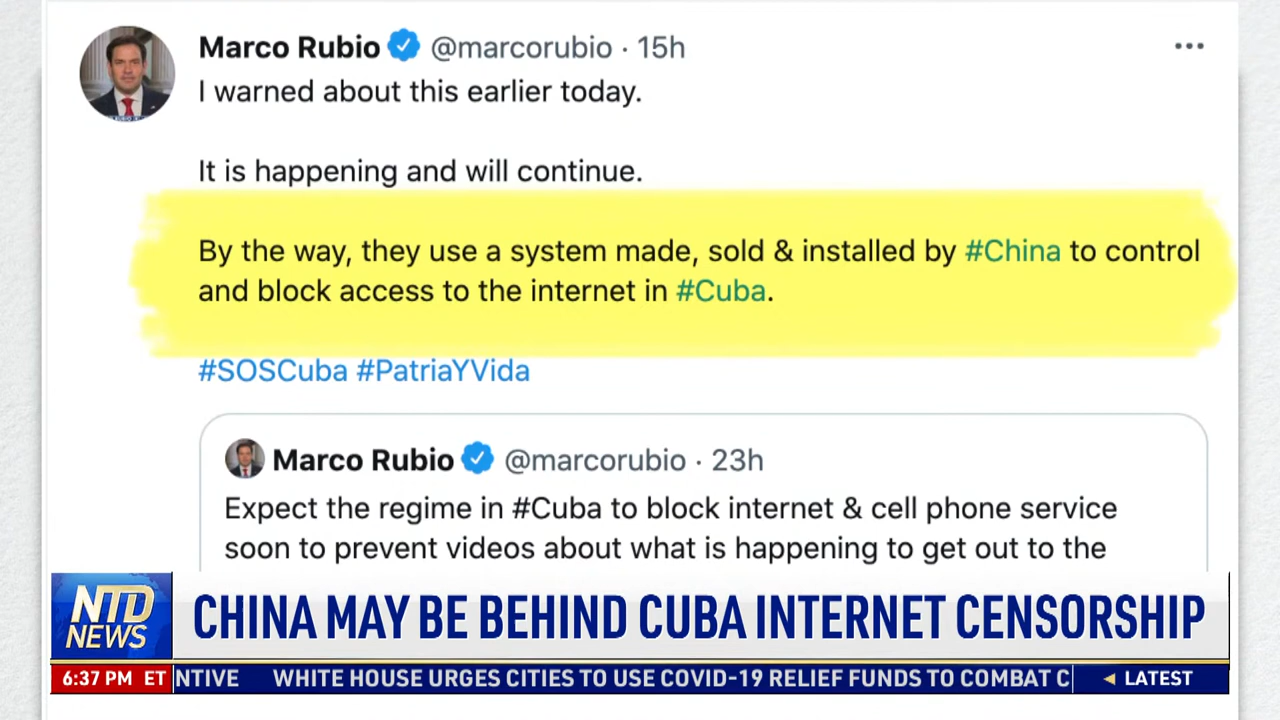 Marco Rubio @marcorubio · 15h
I warned about this earlier today.
It is happening and will continue.
By the way, they use a system made, sold & installed by #China to control
and block access to the internet in #Cuba.
#SOSCuba #PatriaYVida
Marco Rubio @marcorubio · 23h
Expect the regime in #Cuba to block internet & cell phone service
soon to prevent videos about what is happening to get out to the
NTD
NEWS
CHINA MAY BE BEHIND CUBA INTERNET CENSORSHIP
6:37 PM ET
NTIVE WHITE HOUSE URGES CITIES TO USE COVID-19 RELIEF FUNDS TO COMBAT C
LATEST